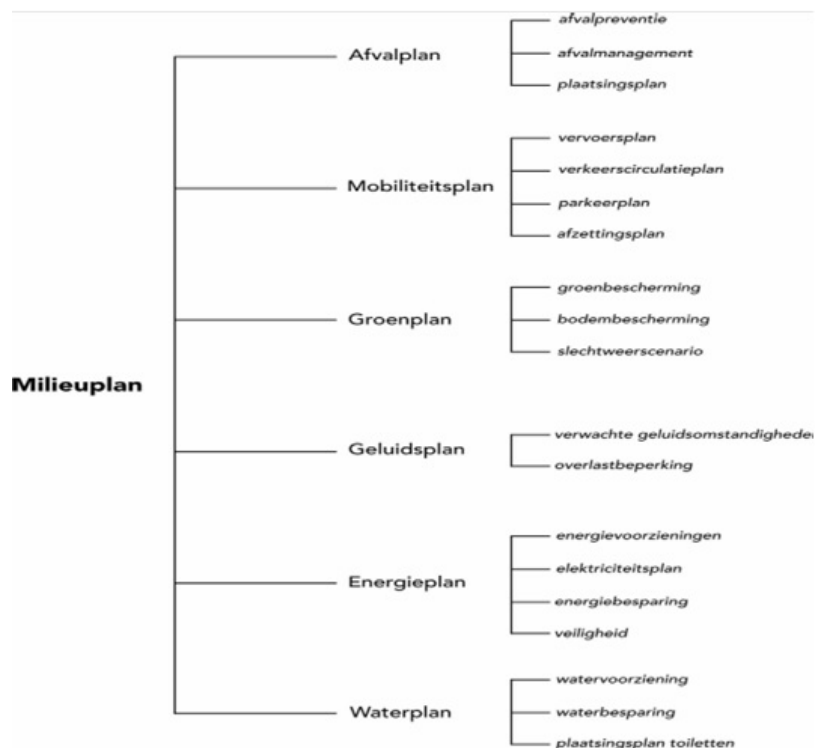 afvalpreventie
Afvalplan
afvalmanagement
plaatsingsplan
vervoersplan
verkeerscirculatieplan
Mobiliteitsplan
parkeerplan
afzettingsplan
groenbescherming
Groenplan
bodembescherming
slechtweerscenario
Milieuplan
verwachte geluidsomstandighede
Geluidsplan
overlastbeperking
energievoorzieningen
elektriciteitsplan
Energieplan
energiebesparing
veiligheid
watervoorziening
Waterplan
waterbesparing
plaatsingsplan toiletten